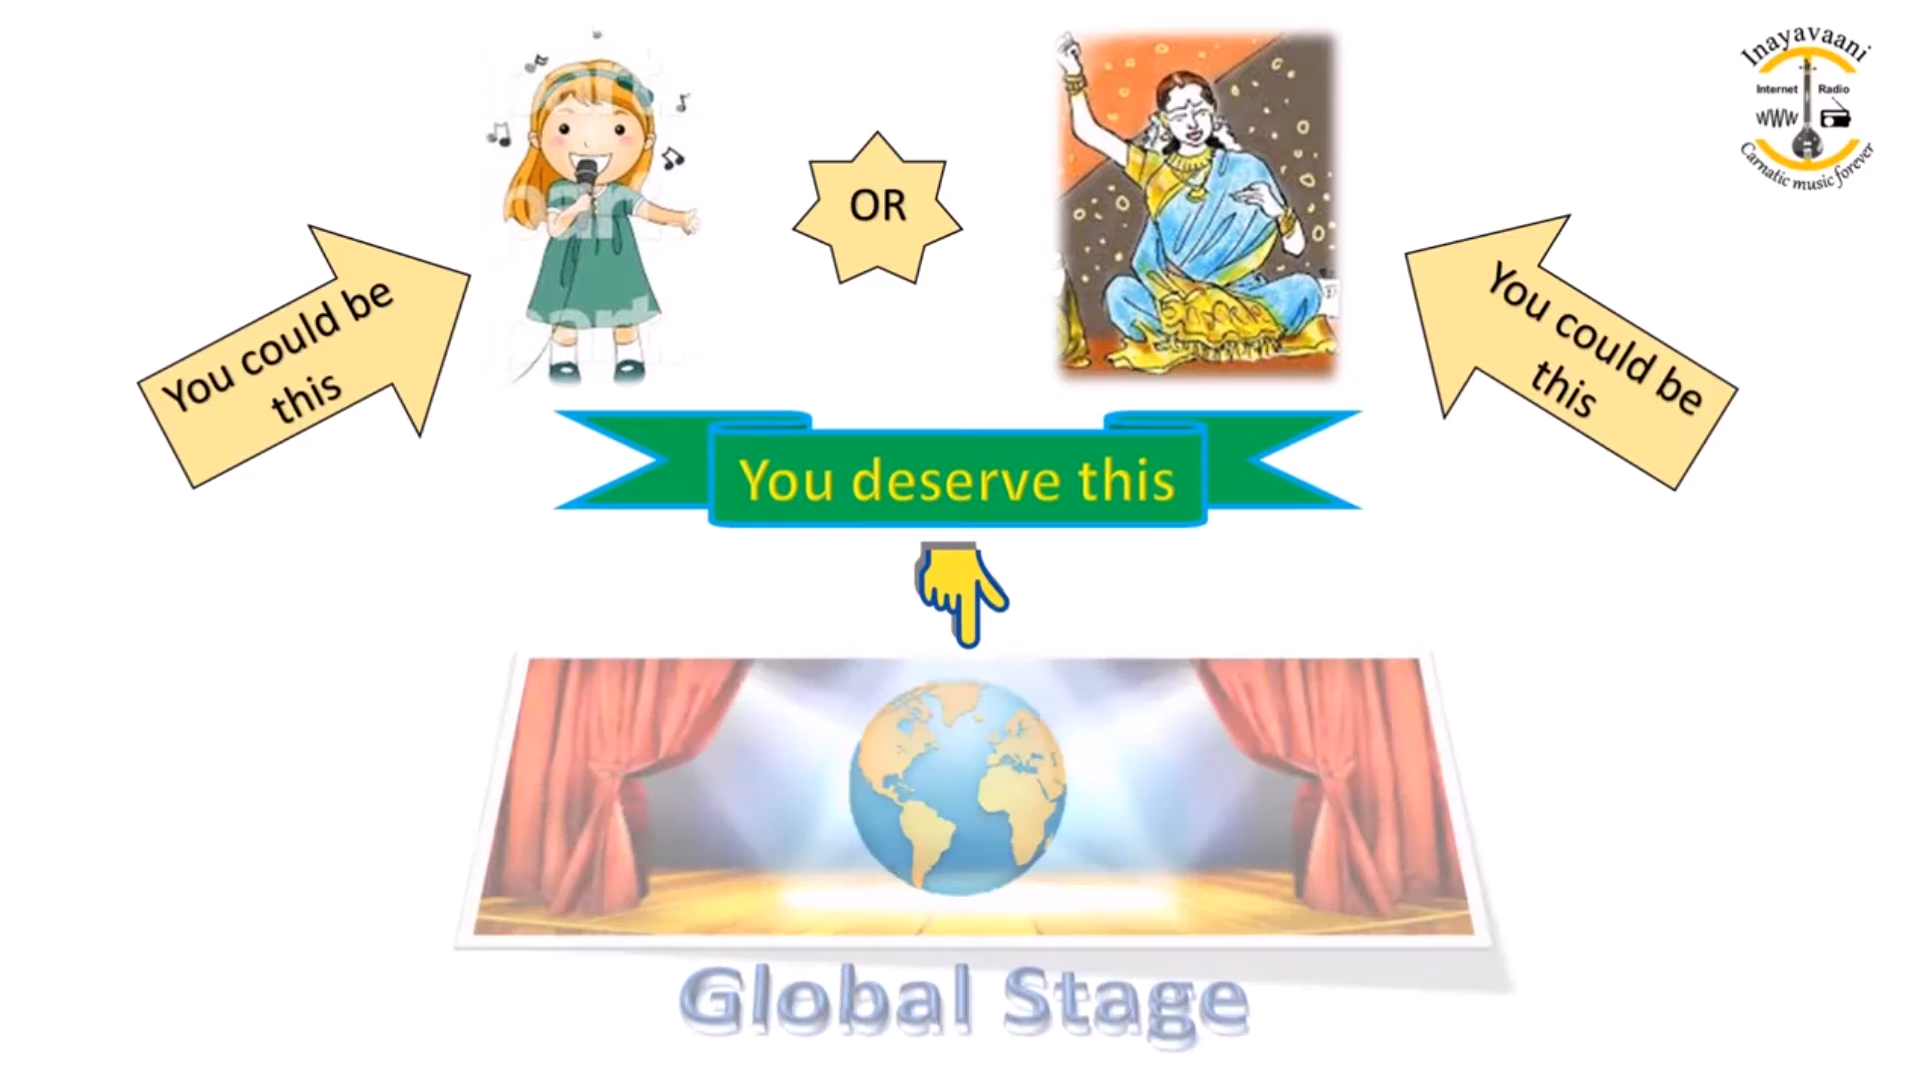 Inayavaani
Internet Radio
WWW
Carnatic music forever
OR
You could be
this
You could be
this
You deserve this
Global Stage